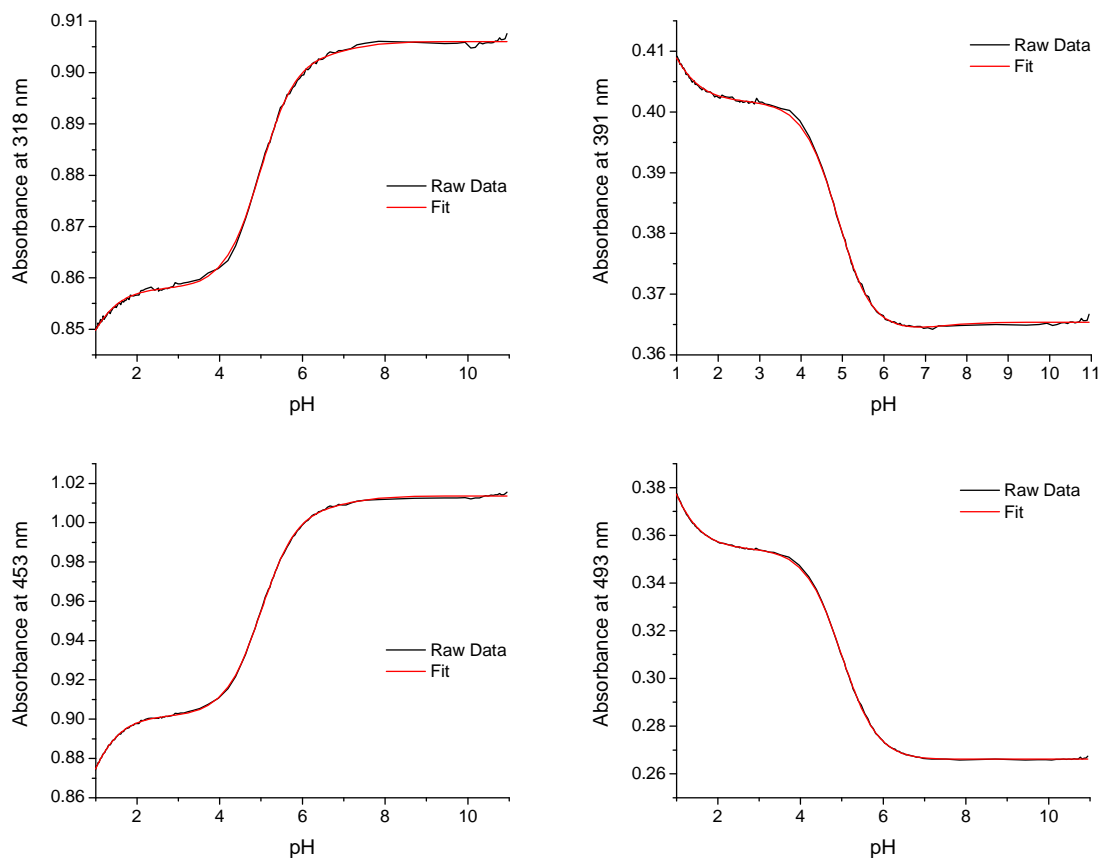 0.91
0.90
0.89
0.88
0.87
0.86
0.85
Absorbance at 318 nm
Raw Data
Fit
2 4 6 8 10
pH
0.41
0.40
0.39
0.38
0.37
0.36
Absorbance at 391 nm
Raw Data
Fit
1 2 3 4 5 6 7 8 9 10 11
pH
1.02
1.00
0.98
0.96
0.94
0.92
0.90
0.88
0.86
Absorbance at 453 nm
Raw Data
Fit
2 4 6 8 10
pH
0.38
0.36
0.34
0.32
0.30
0.28
0.26
Absorbance at 493 nm
Raw Data
Fit
2 4 6 8 10
pH